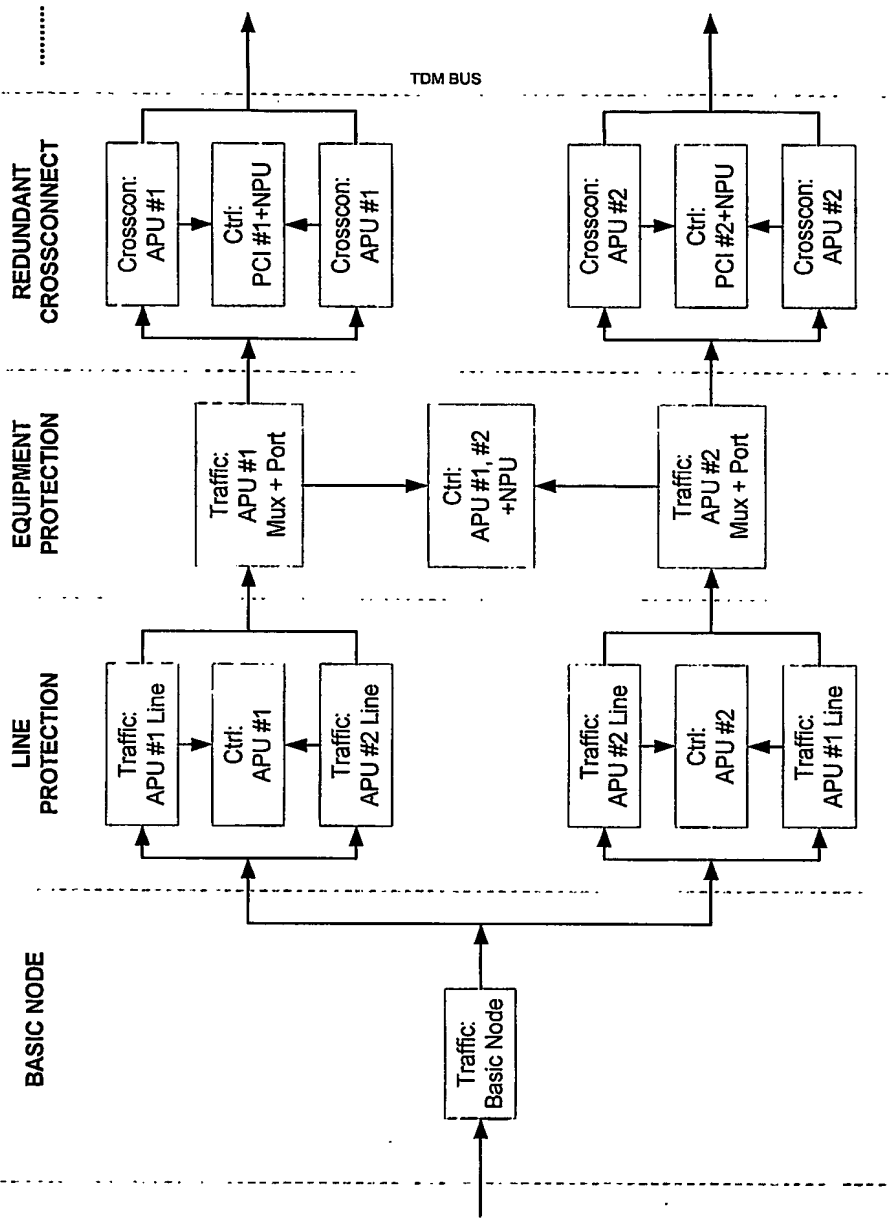 BASIC NODE
LINE
PROTECTION
EQUIPMENT
PROTECTION
REDUNDANT
CROSSCONNECT
.........
TDM BUS
Traffic:
Basic Node
Traffic:
APU #1 Line
Ctrl:
APU #1
Traffic:
APU #2 Line
Traffic:
APU #2 Line
Ctrl:
APU #2
Traffic:
APU #1 Line
Traffic:
APU #1
Mux + Port
Ctrl:
APU #1, #2
+NPU
Traffic:
APU #2
Mux + Port
Crosscon:
APU #1
Ctrl:
PCI #1+NPU
Crosscon:
APU #1
Crosscon:
APU #2
Ctrl:
PCI #2+NPU
Crosscon:
APU #2